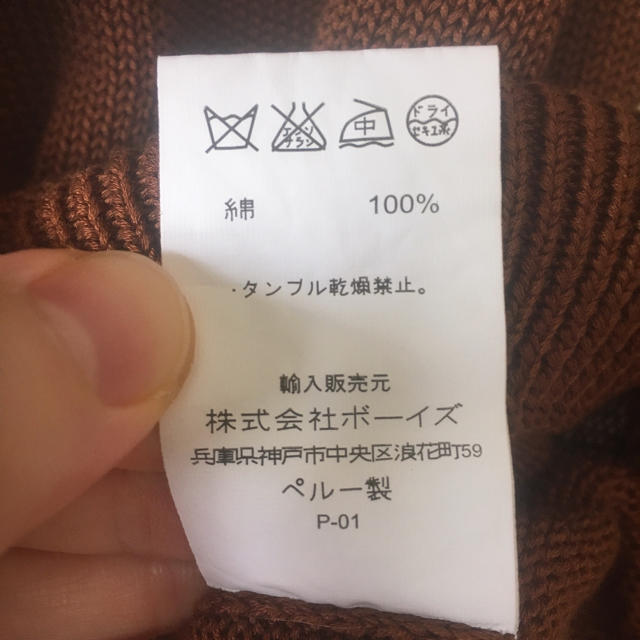 エンソサラシ
中
ドライ
セキユ系
綿 100%
・タンブル乾燥禁止。
輸入販売元
株式会社ボーイズ
兵庫県神戸市中央区浪花町59
ペルー製
P-01